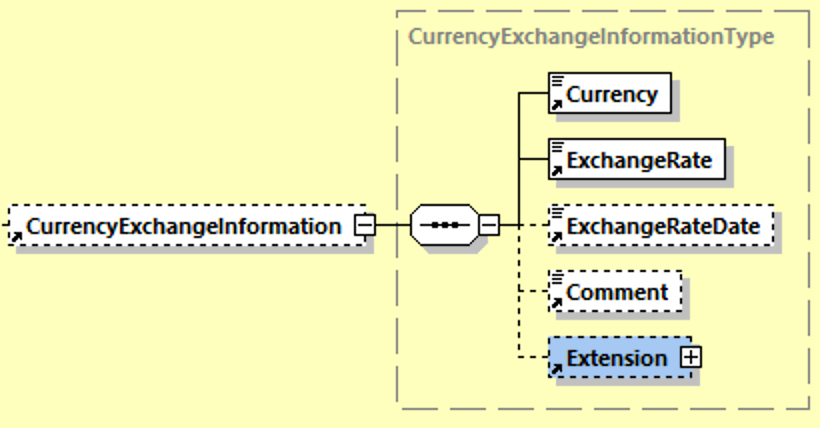 CurrencyExchangeInformationType
Currency
ExchangeRate
CurrencyExchangeInformation
ExchangeRateDate
Comment
Extension